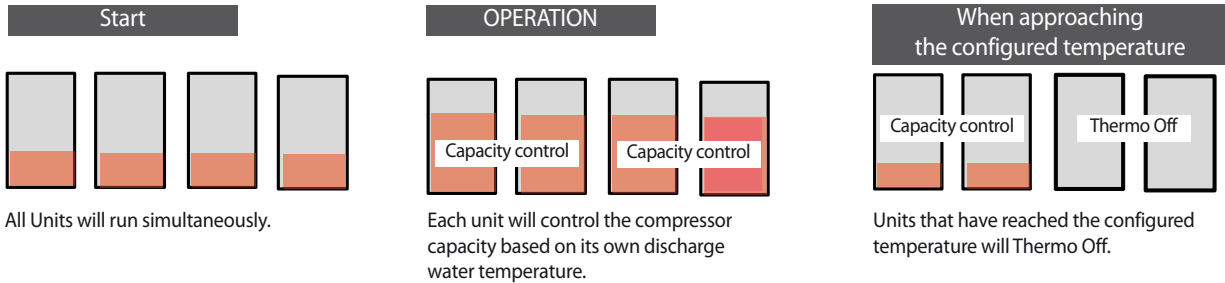 Start
All Units will run simultaneously.
OPERATION
Capacity control
Capacity control
Each unit will control the compressor
capacity based on its own discharge
water temperature.
When approaching
the configured temperature
Capacity control
Thermo Off
Units that have reached the configured
temperature will Thermo Off.